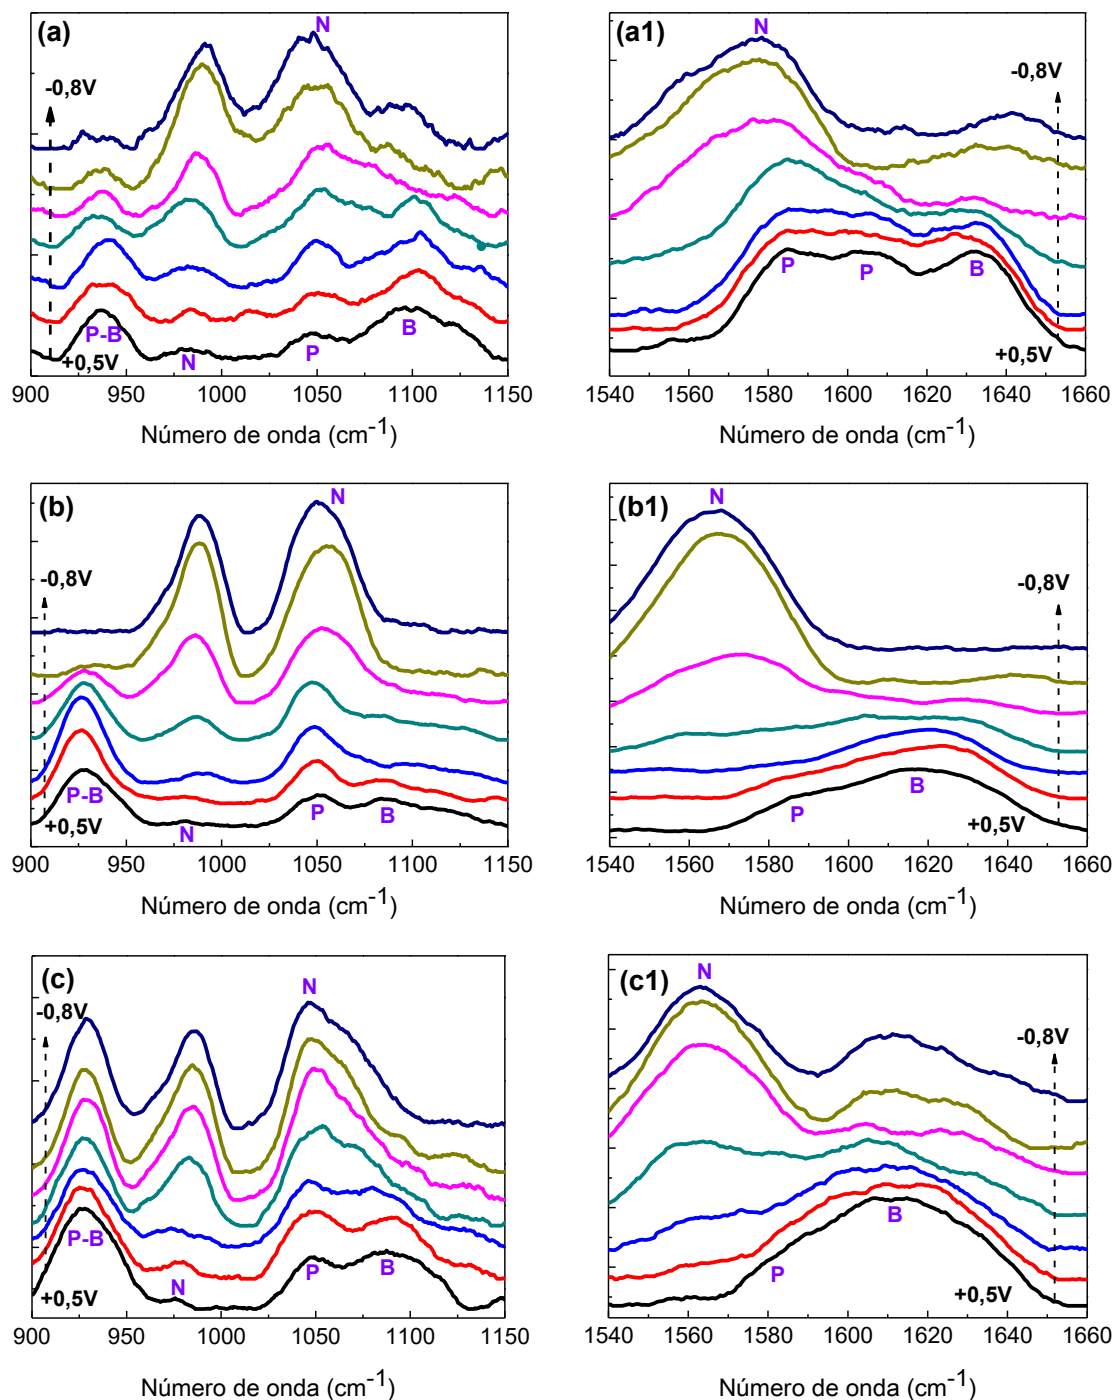 (a)
N
-0,8V
P-B
+0,5V
N
P
B
900 950 1000 1050 1100 1150
Número de onda (cm-1)
(a1)
N
-0,8V
P
P
B
+0,5V
1540 1560 1580 1600 1620 1640 1660
Número de onda (cm-1)
(b)
N
-0,8V
P-B
+0,5V
N
P
B
900 950 1000 1050 1100 1150
Número de onda (cm-1)
(b1)
N
-0,8V
P
B
+0,5V
1540 1560 1580 1600 1620 1640 1660
Número de onda (cm-1)
(c)
N
-0,8V
P-B
+0,5V
N
P
B
900 950 1000 1050 1100 1150
Número de onda (cm-1)
(c1)
N
-0,8V
B
P
+0,5V
1540 1560 1580 1600 1620 1640 1660
Número de onda (cm-1)